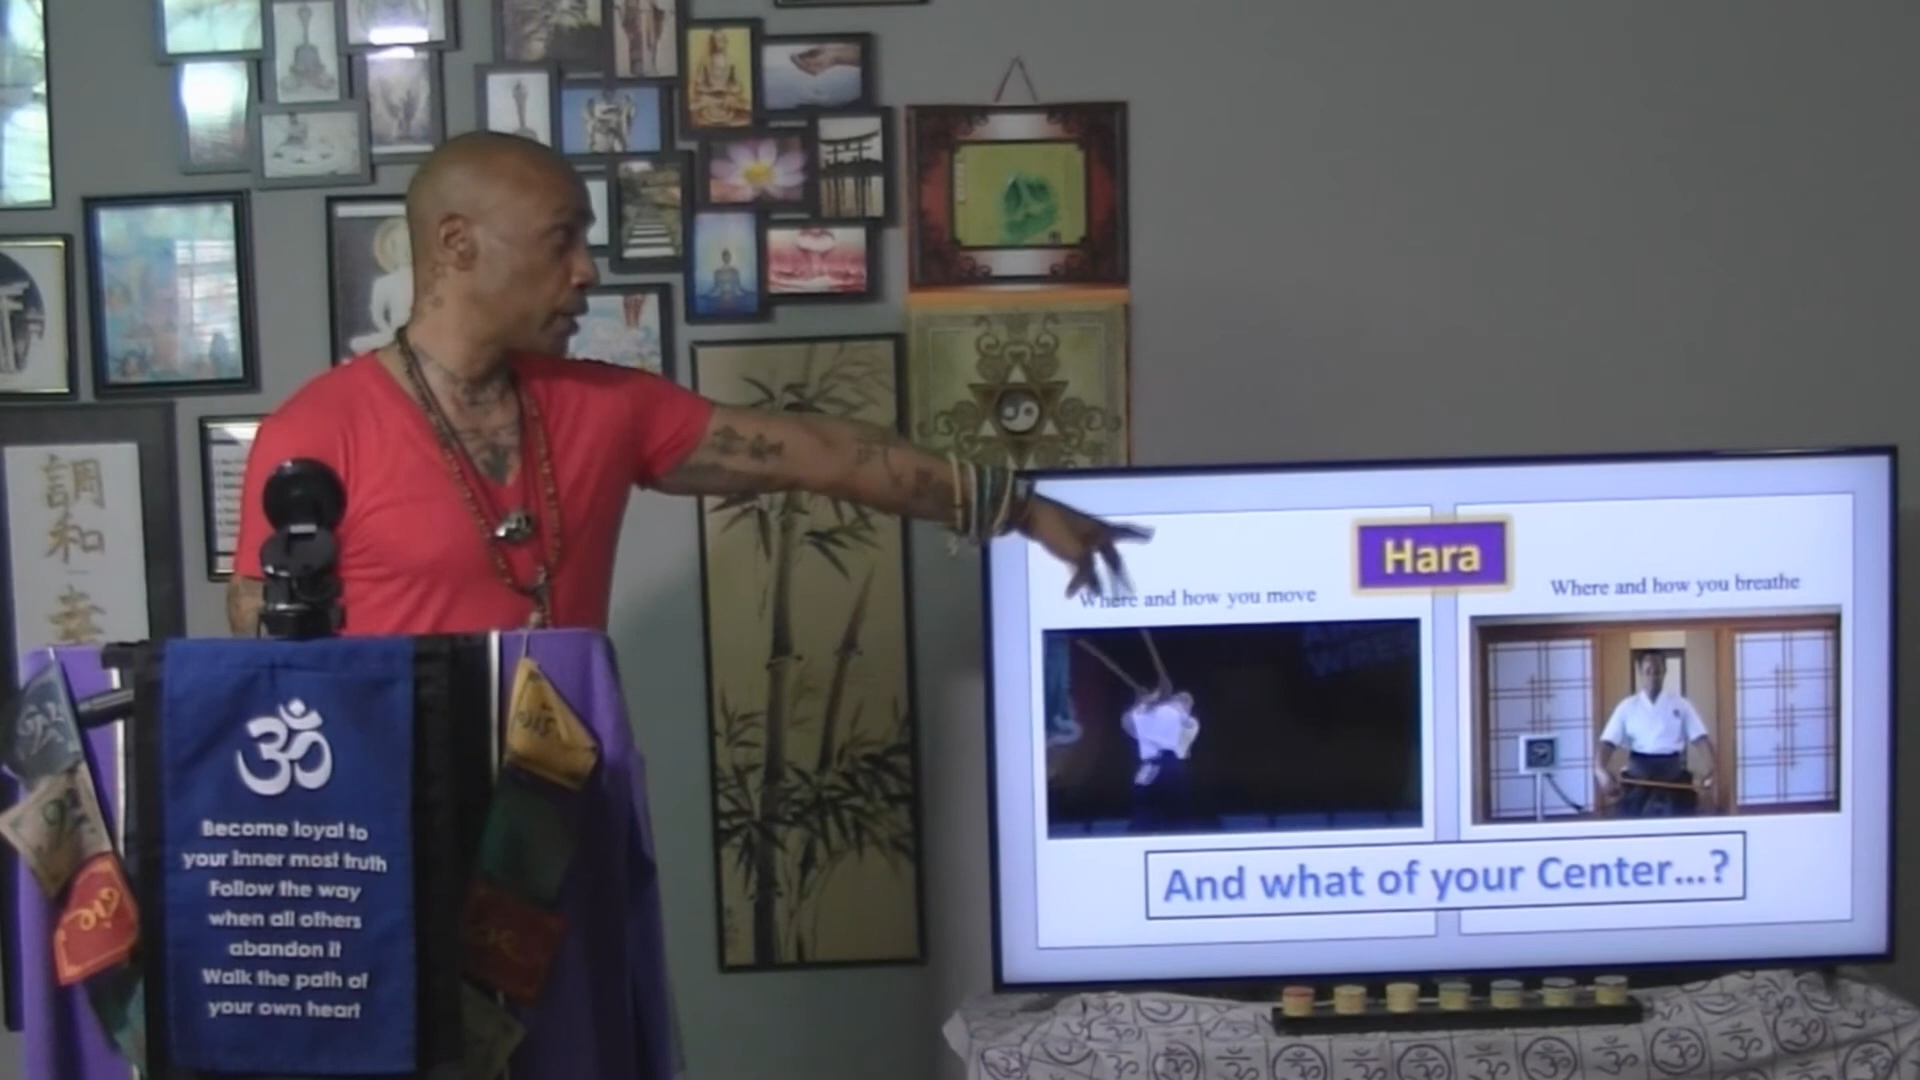 調
和
幸
ॐ
Become loyal to
your inner most truth
Follow the way
when all others
abandon it
Walk the path of
your own heart
Hara
Where and how you move
Where and how you breathe
And what of your Center...?